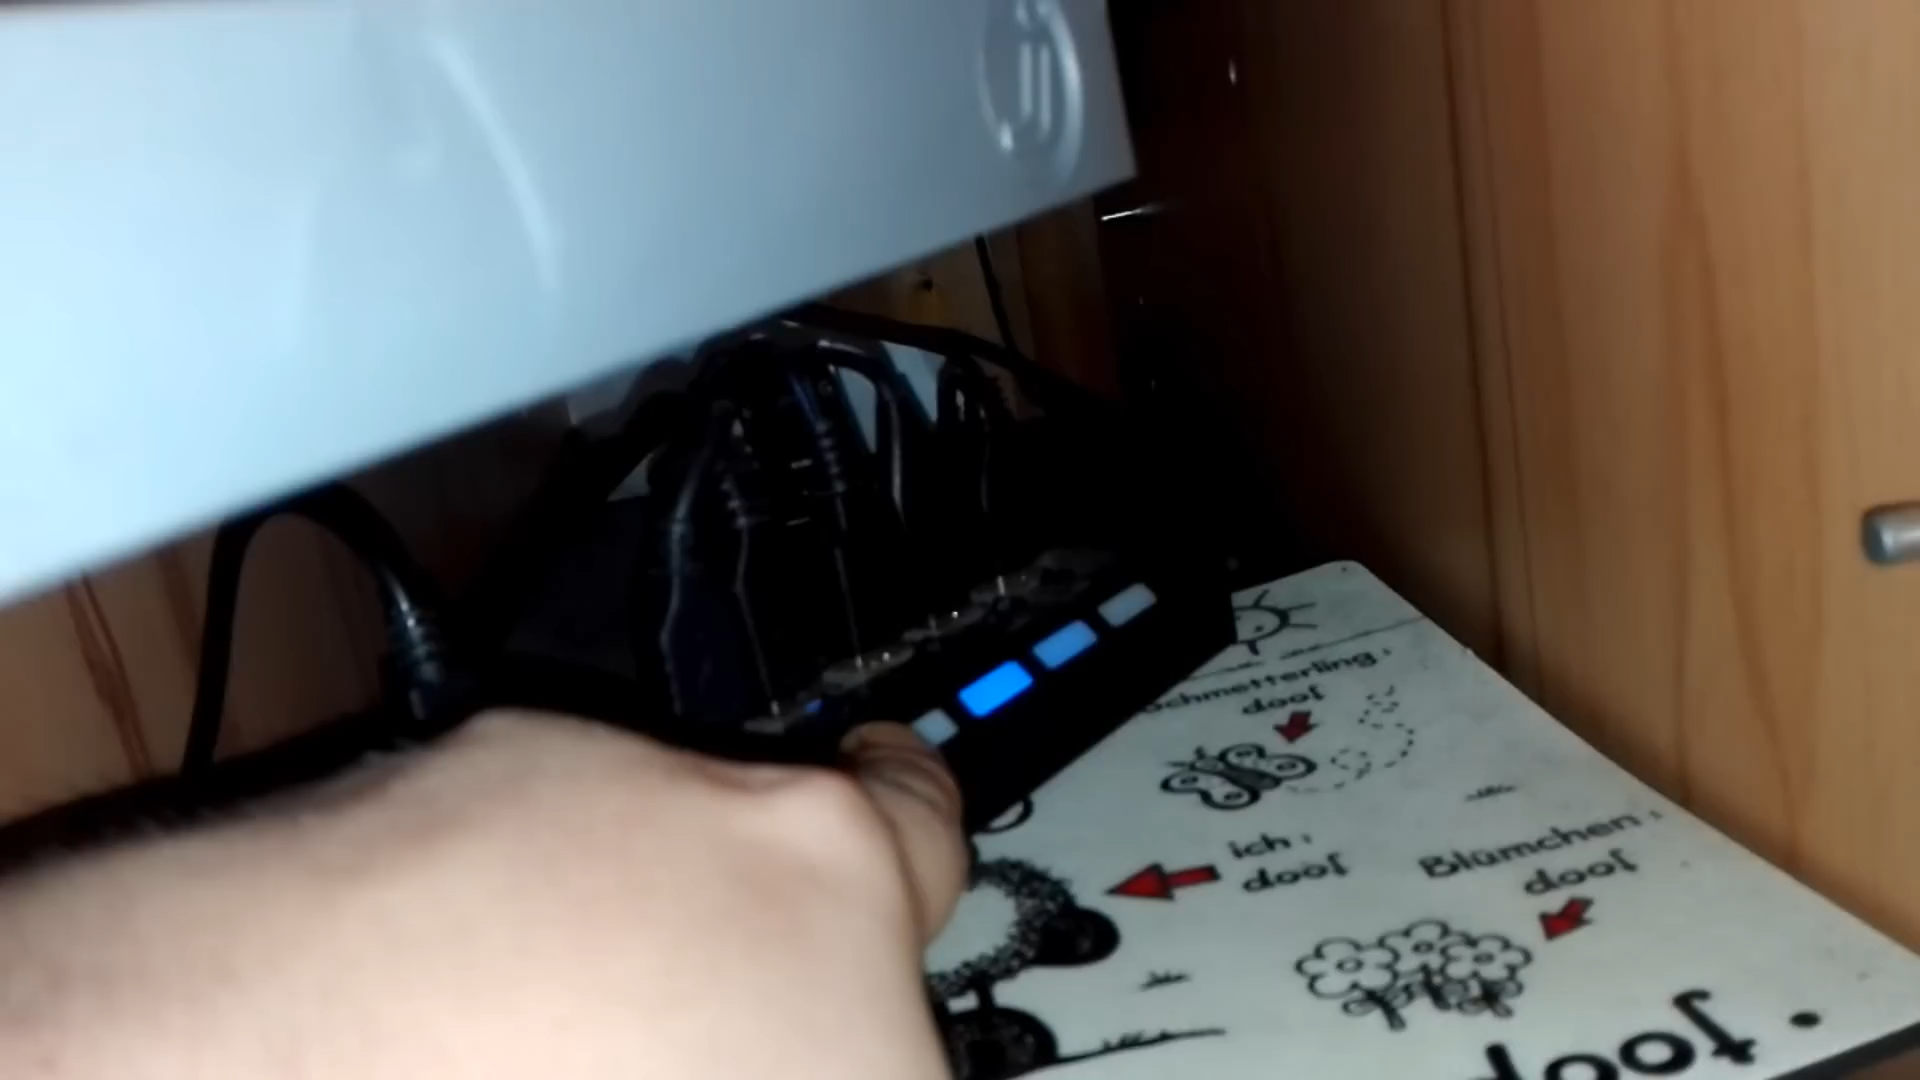 Schmetterling,
doof
ich,
doof
Blümchen,
doof
doof